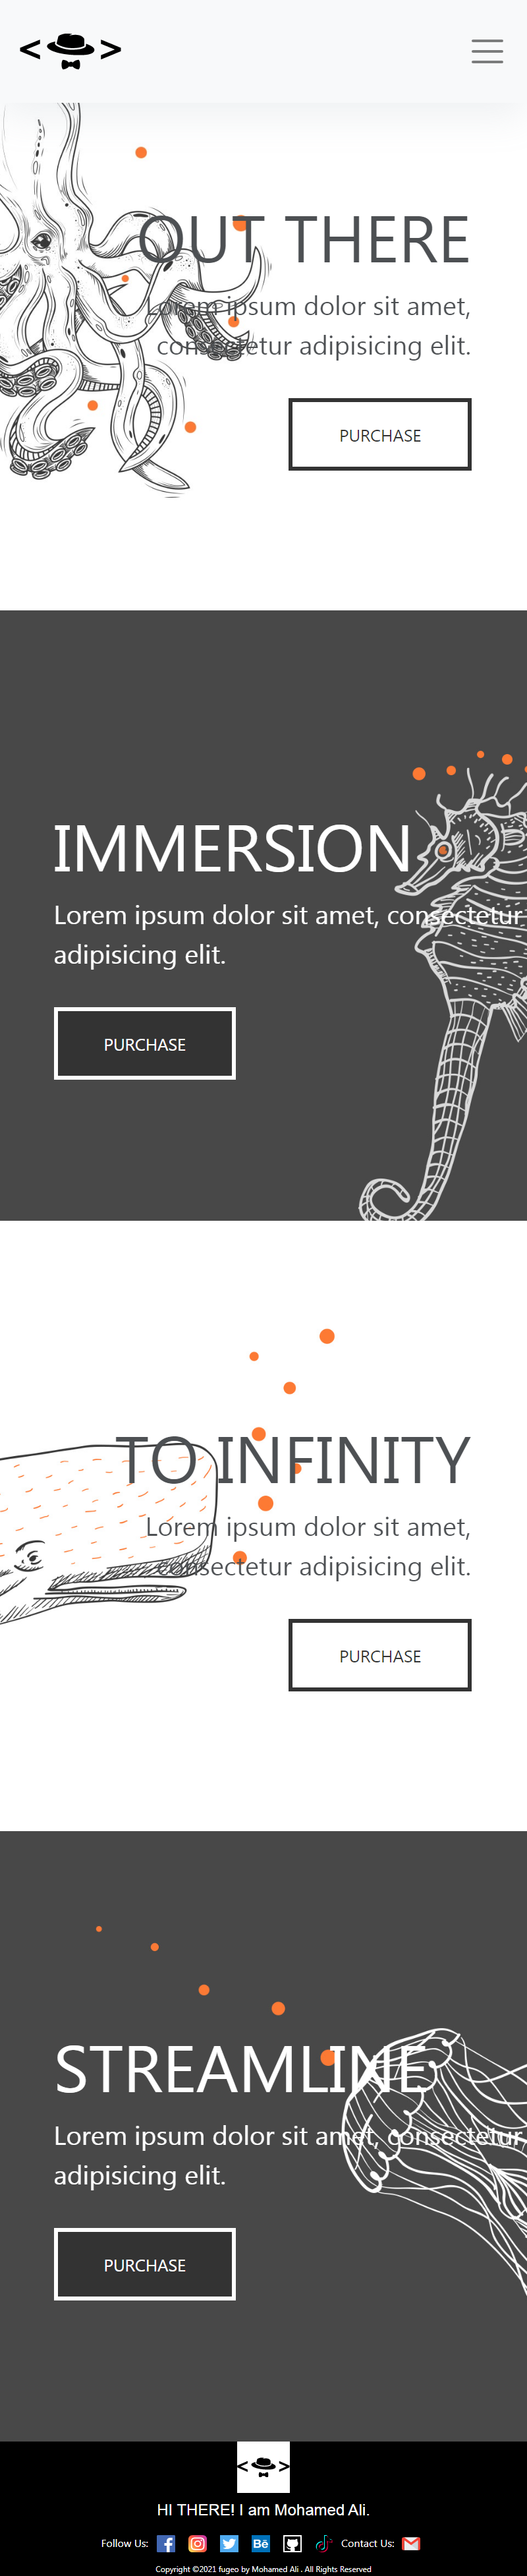 OUT THERE
Lorem ipsum dolor sit amet,
consectetur adipisicing elit.
PURCHASE
IMMERSION
Lorem ipsum dolor sit amet, consectetur
adipisicing elit.
PURCHASE
TO INFINITY
Lorem ipsum dolor sit amet,
consectetur adipisicing elit.
PURCHASE
STREAMLINE
Lorem ipsum dolor sit amet, consectetur
adipisicing elit.
PURCHASE
HI THERE! I am Mohamed Ali.
Follow Us: Bē Contact Us:
Copyright ©2021 fugeo by Mohamed Ali . All Rights Reserved